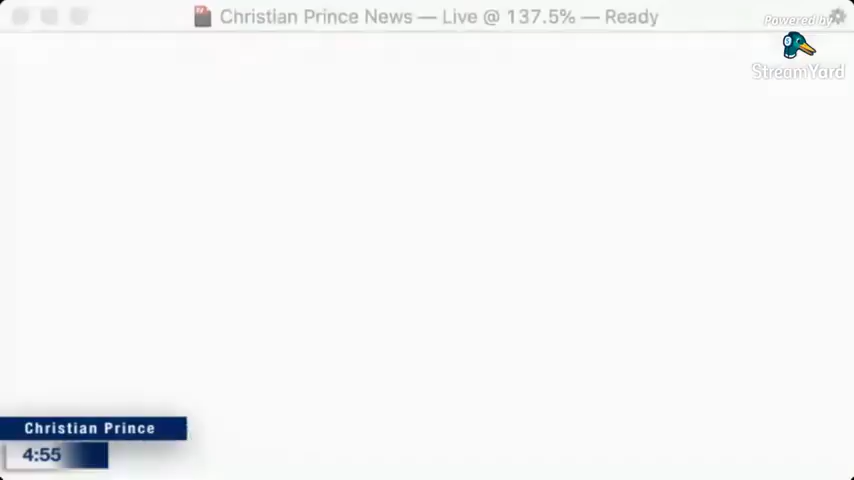 Christian Prince News — Live @ 137.5% — Ready
Powered by
StreamYard
Christian Prince
4:55